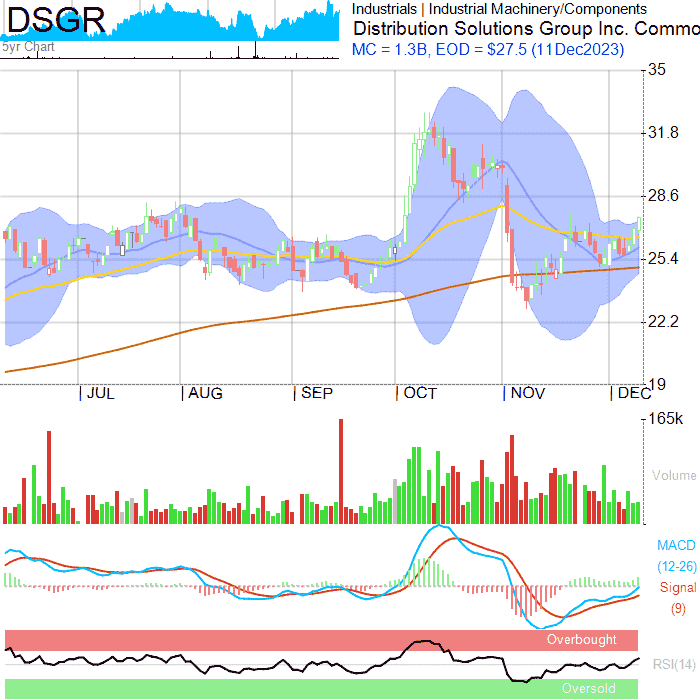 DSGR
5yr Chart
Industrials | Industrial Machinery/Components
Distribution Solutions Group Inc. Commo
MC = 1.3B, EOD = $27.5 (11Dec2023)
35
31.8
28.6
25.4
22.2
19
| JUL | AUG | SEP | OCT | NOV | DEC
165k
Volume
MACD
(12-26)
Signal
(9)
Overbought
RSI(14)
Oversold